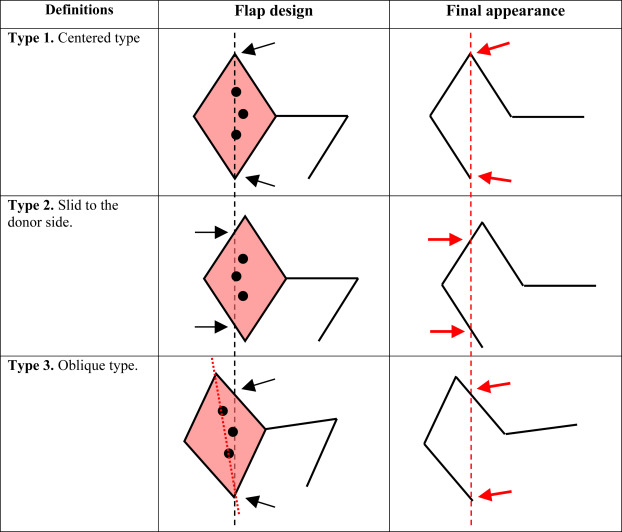 Definitions
Flap design
Final appearance
Type 1. Centered type
Type 2. Slid to the
donor side.
Type 3. Oblique type.